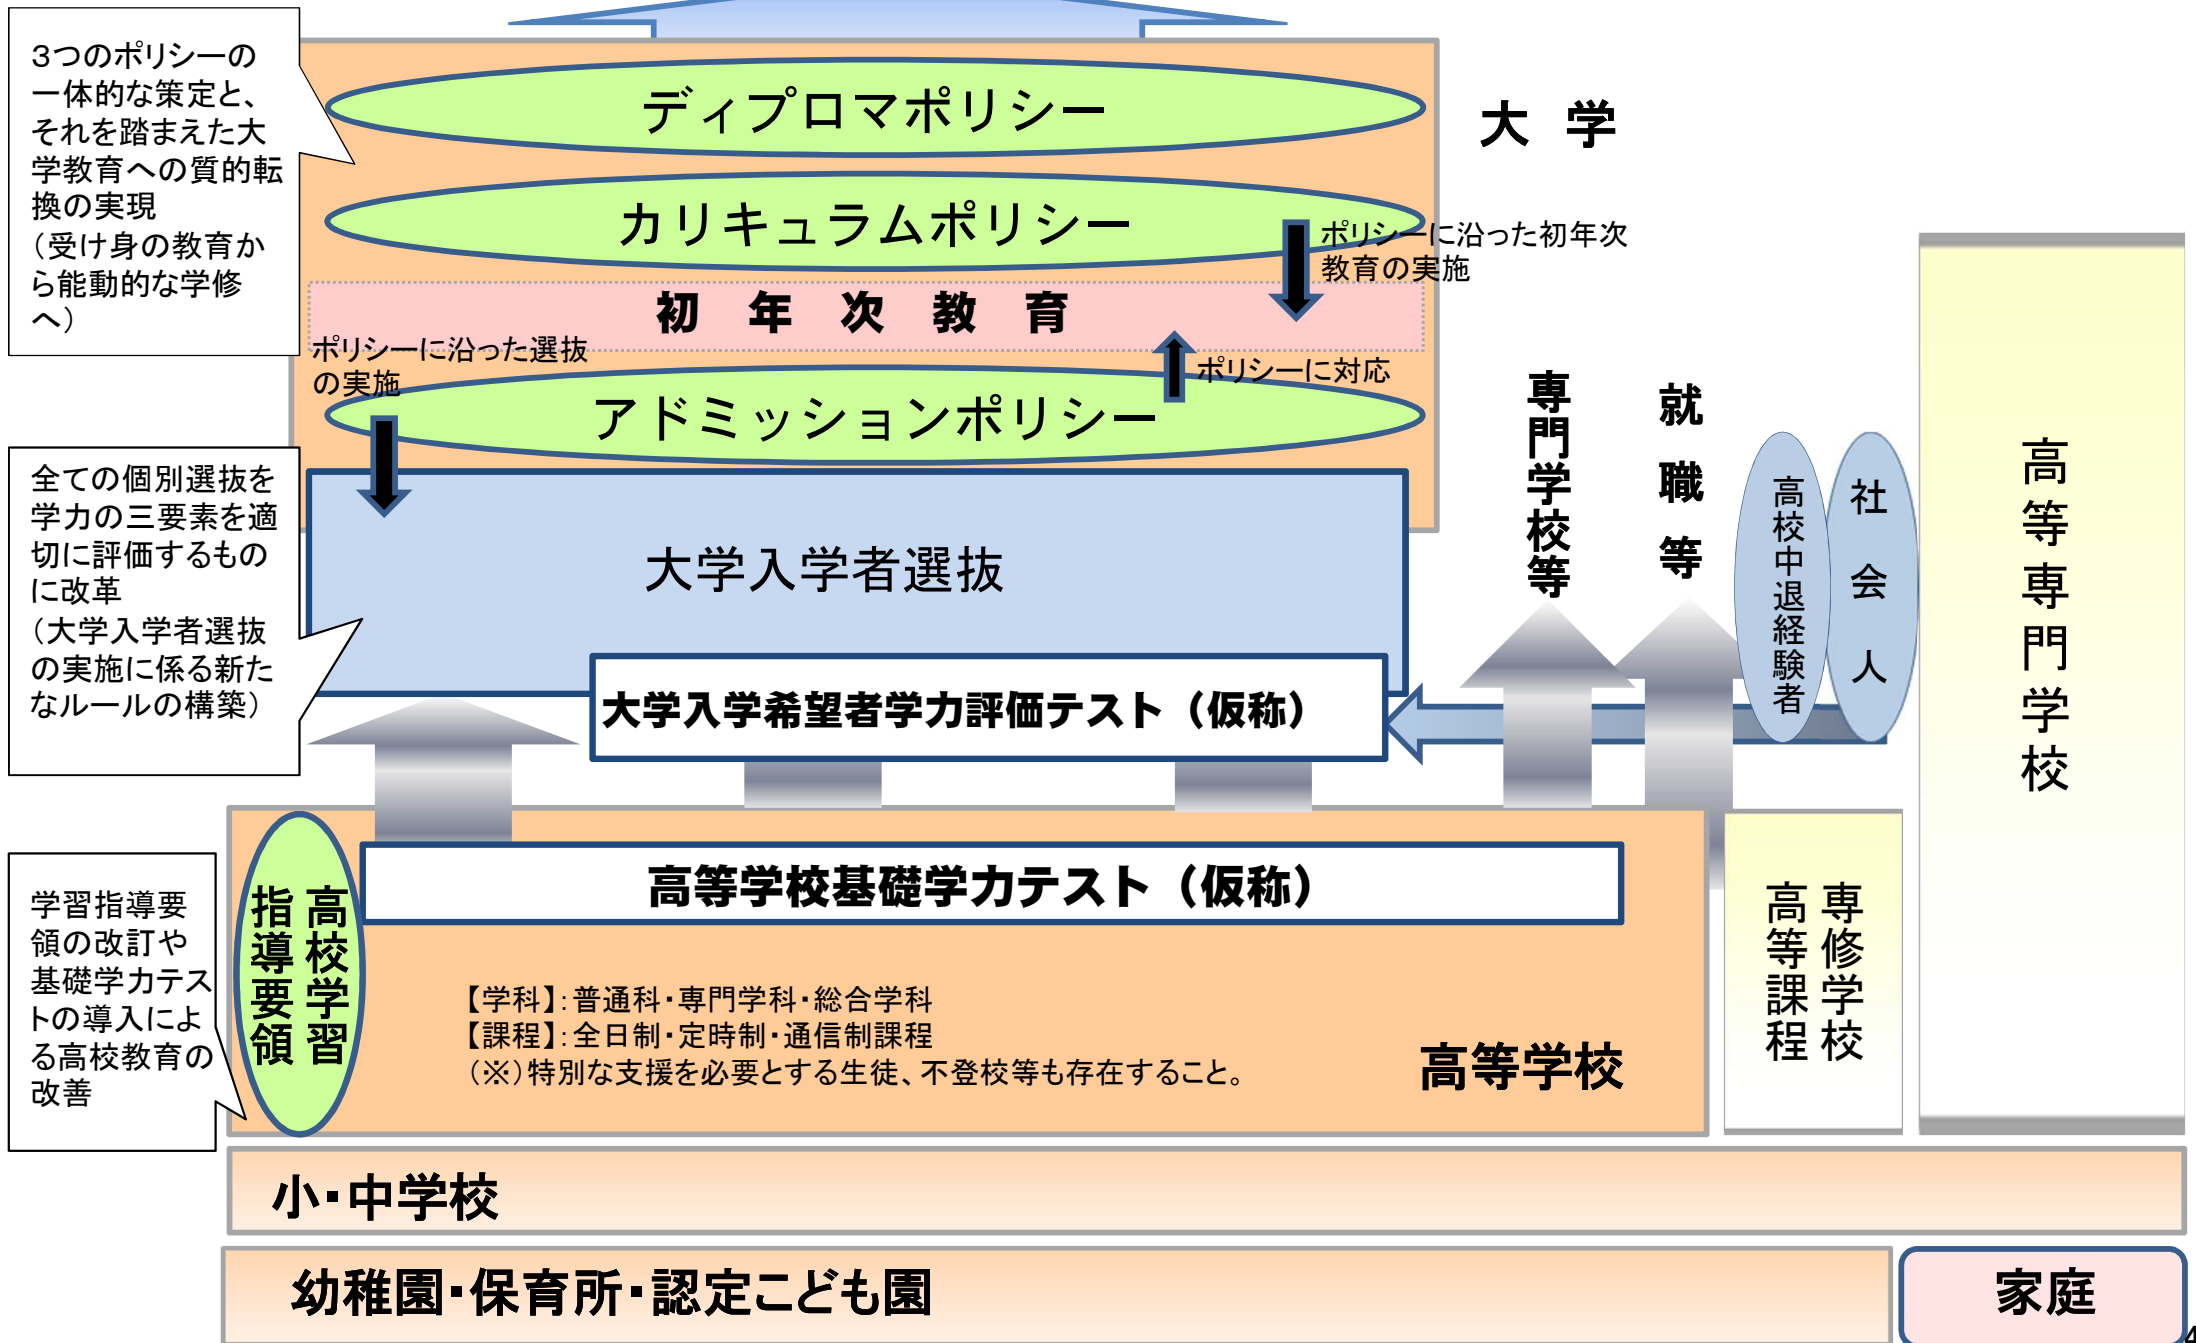 3つのポリシーの
一体的な策定と、
それを踏まえた大
学教育への質的転
換の実現
（受け身の教育か
ら能動的な学修
へ）
ディプロマポリシー
大　学
カリキュラムポリシー
ポリシーに沿った初年次
教育の実施
初　年　次　教　育
ポリシーに沿った選抜
の実施
ポリシーに対応
アドミッションポリシー
全ての個別選抜を
学力の三要素を適
切に評価するもの
に改革
（大学入学者選抜
の実施に係る新た
なルールの構築）
大学入学者選抜
大学入学希望者学力評価テスト（仮称）
専門学校等
就職等
高校中退経験者
社会人
高等専門学校
学習指導要
領の改訂や
基礎学力テス
トの導入によ
る高校教育の
改善
高校学習
指導要領
高等学校基礎学力テスト（仮称）
【学科】：普通科・専門学科・総合学科
【課程】：全日制・定時制・通信制課程
（※）特別な支援を必要とする生徒、不登校等も存在すること。
高等学校
専修学校
高等課程
小・中学校
幼稚園・保育所・認定こども園
家庭